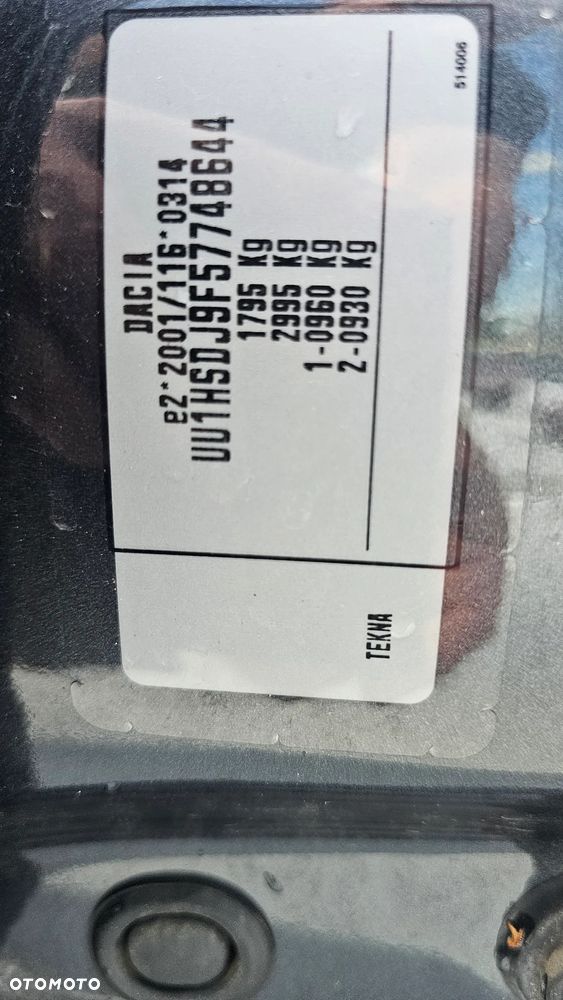 DACIA
e2*2001/116*0314
UU1HSDJ9F57748644
1795 Kg
2995 Kg
1-0960 Kg
2-0930 Kg
TEKNA
514006
OTOMOTO